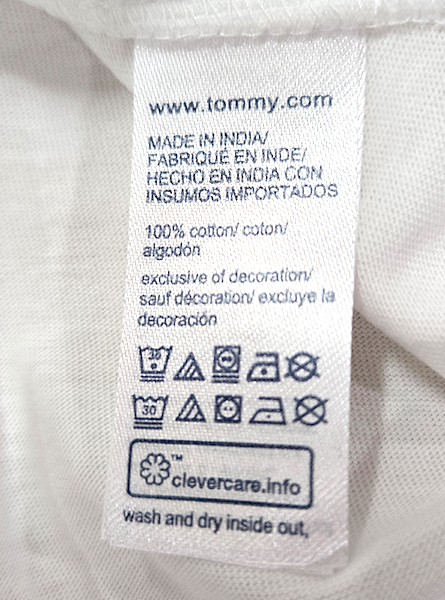 www.tommy.com
MADE IN INDIA/
FABRIQUÉ EN INDE/
HECHO EN INDIA CON
INSUMOS IMPORTADOS
100% cotton/ coton/
algodón
exclusive of decoration/
sauf décoration/ excluye la
decoración
30
30
™
clevercare.info
wash and dry inside out,